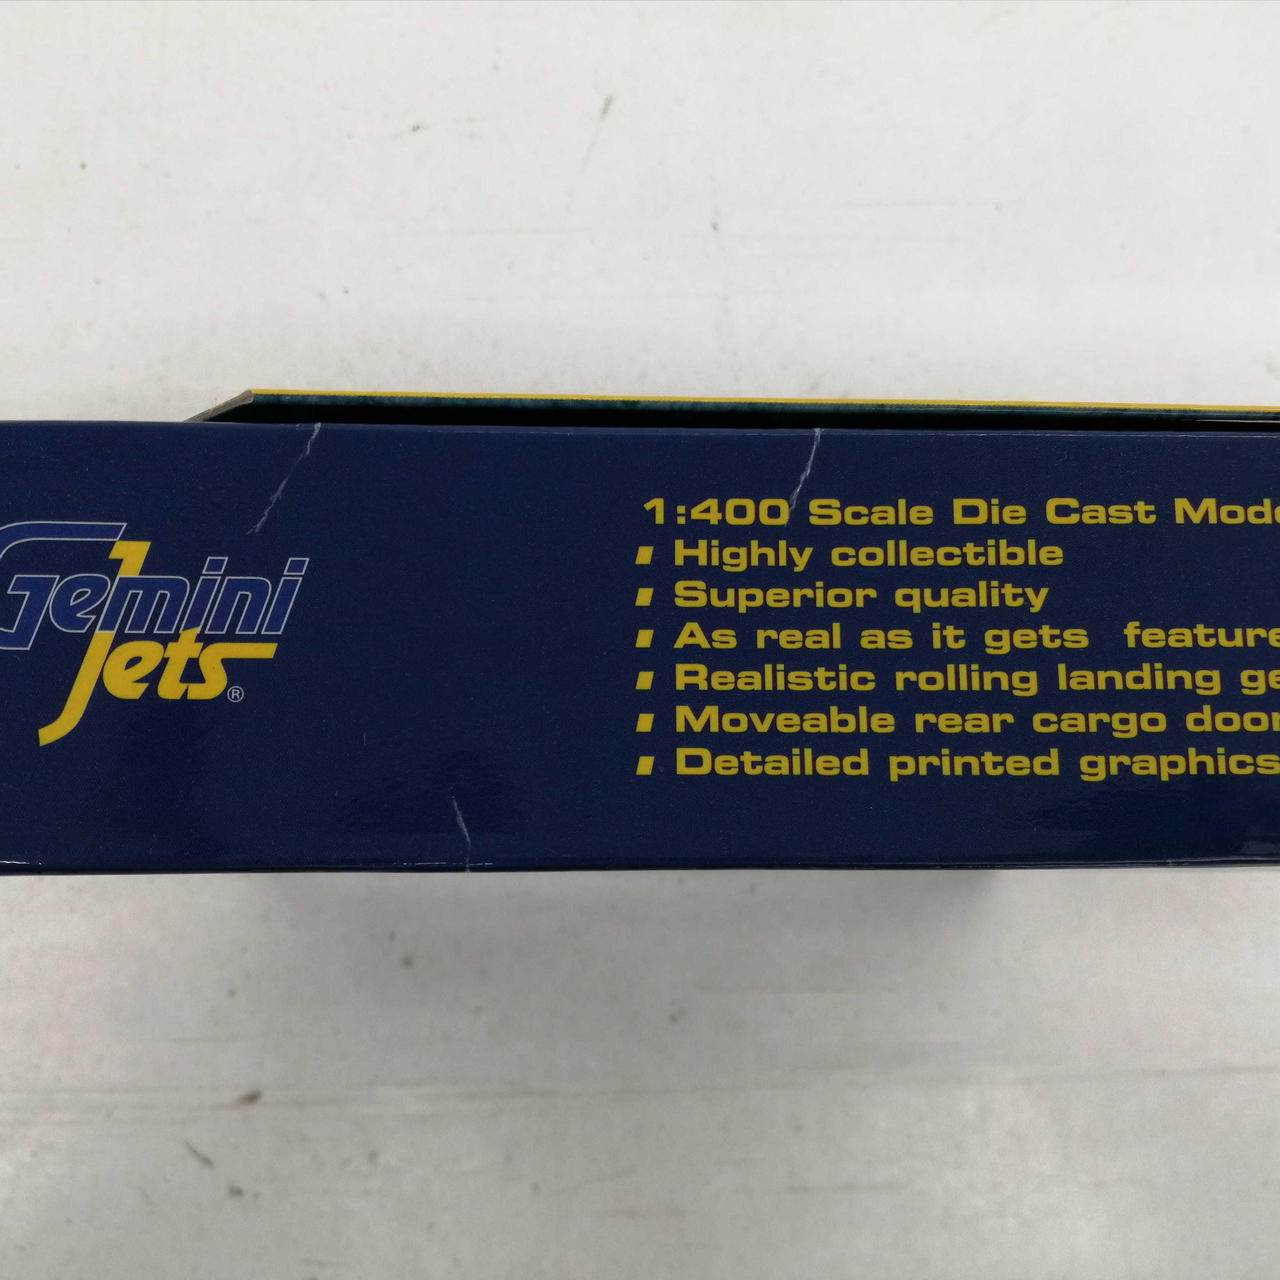 Gemini
Jets®
1:400 Scale Die Cast
Highly collectible
Superior quality
As real as it gets
Realistic rolling landing
Moveable rear cargo
Detailed printed graphics